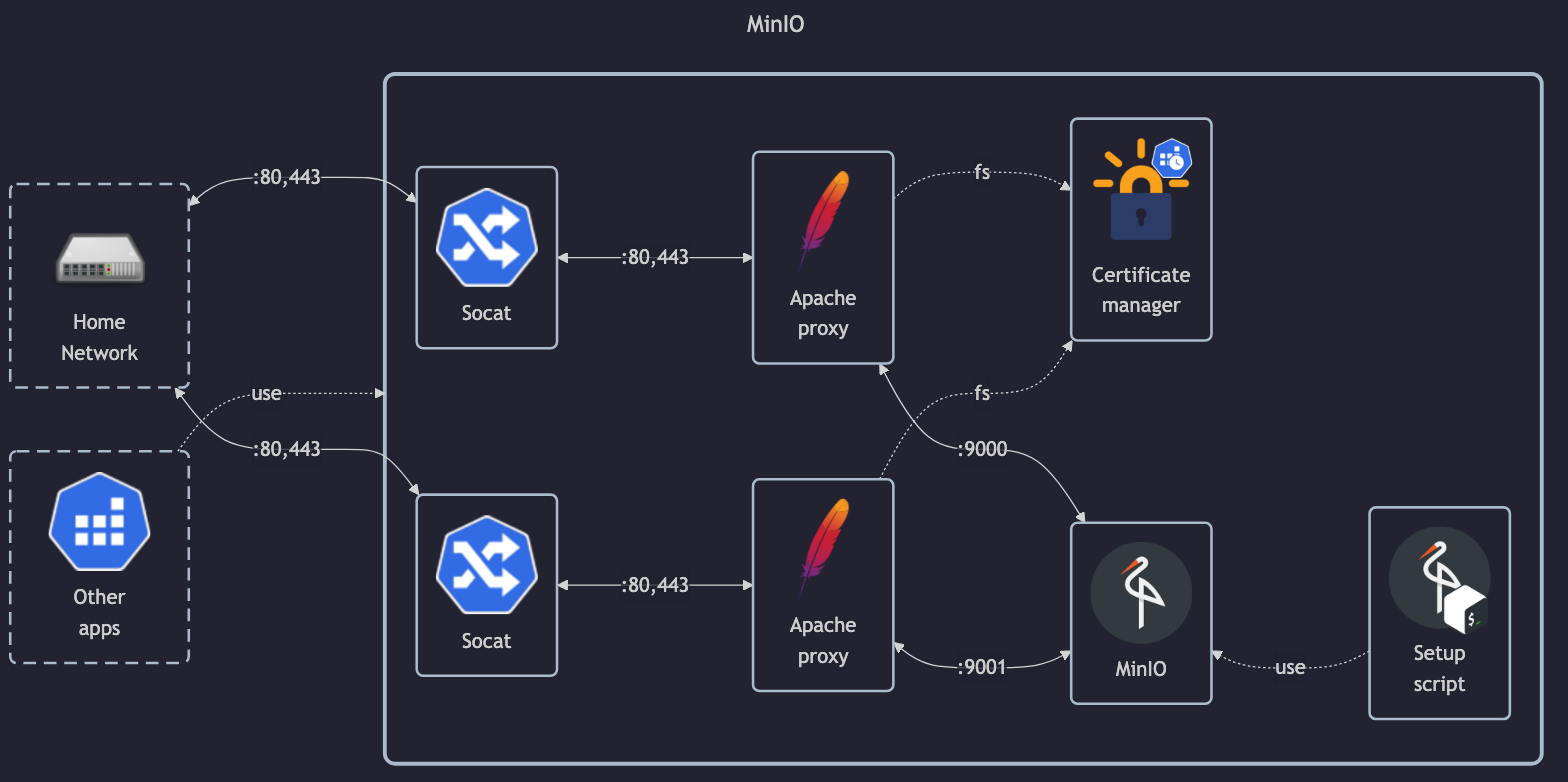 MinIO
:80,443
Home
Network
use
:80,443
Other
apps
Socat
:80,443
Apache
proxy
fs
Certificate
manager
fs
:9000
Socat
:80,443
Apache
proxy
:9001
MinIO
use
$
Setup
script